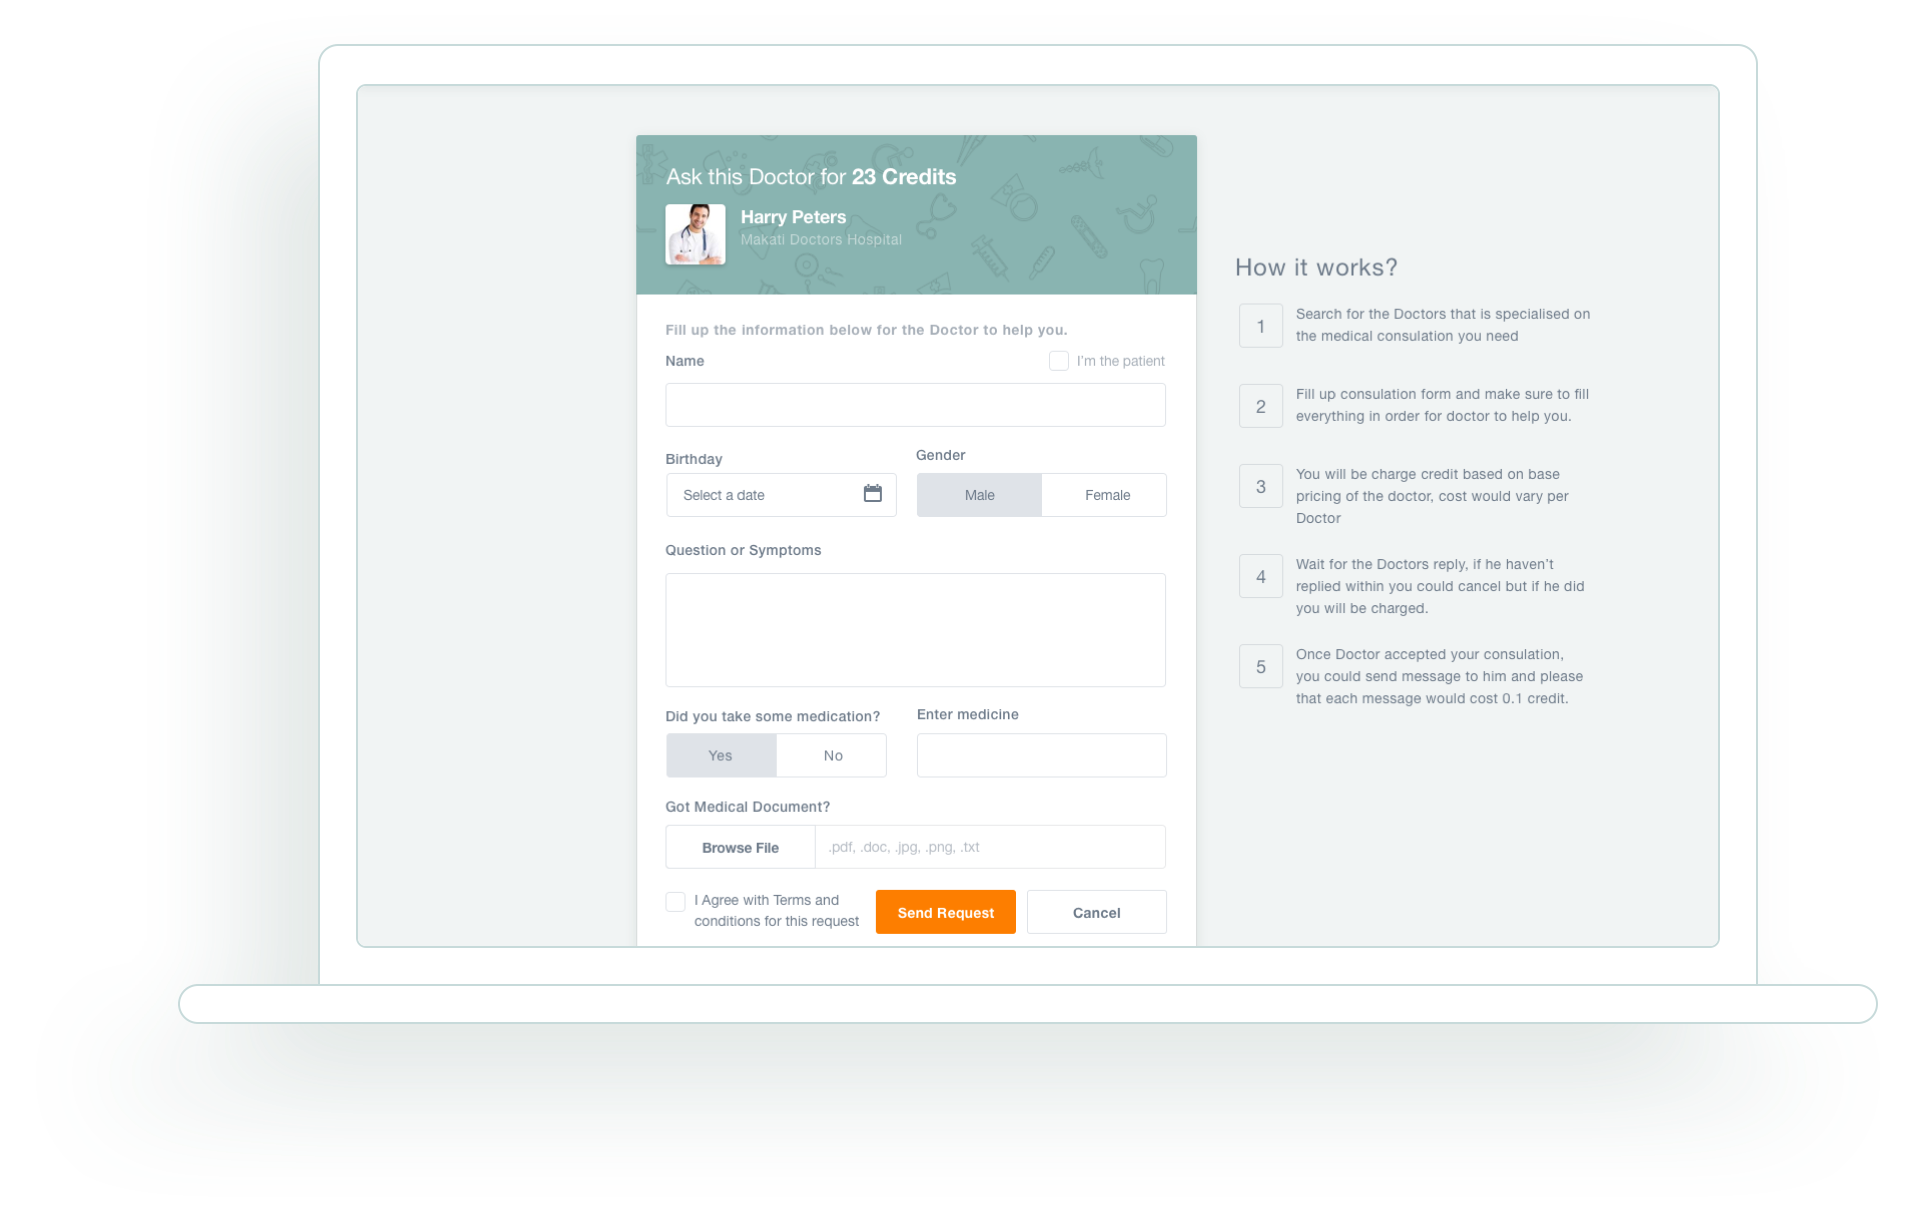 Ask this Doctor for 23 Credits
Harry Peters
Makati Doctors Hospital
Fill up the information below for the Doctor to help you.
Name
I'm the patient
Birthday
Gender
Select a date
Male
Female
Question or Symptoms
Did you take some medication?
Enter medicine
Yes
No
Got Medical Document?
Browse File
.pdf, .doc, .jpg, .png, .txt
I Agree with Terms and
conditions for this request
Send Request
Cancel
How it works?
1
Search for the Doctors that is specialised on
the medical consulation you need
2
Fill up consulation form and make sure to fill
everything in order for doctor to help you.
3
You will be charge credit based on base
pricing of the doctor, cost would vary per
Doctor
4
Wait for the Doctors reply, if he haven't
replied within you could cancel but if he did
you will be charged.
5
Once Doctor accepted your consulation,
you could send message to him and please
that each message would cost 0.1 credit.